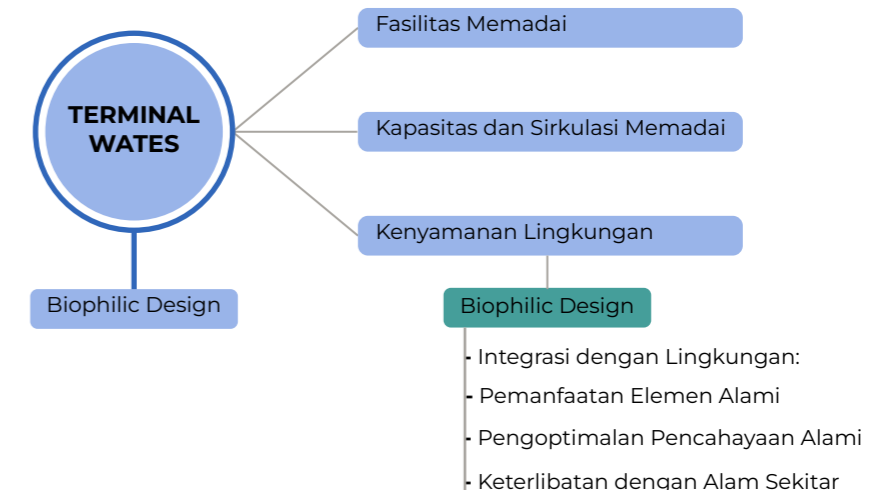 Fasilitas Memadai
TERMINAL
WATES
Kapasitas dan Sirkulasi Memadai
Kenyamanan Lingkungan
Biophilic Design
Biophilic Design
- Integrasi dengan Lingkungan:
- Pemanfaatan Elemen Alami
- Pengoptimalan Pencahayaan Alami
- Keterlibatan dengan Alam Sekitar